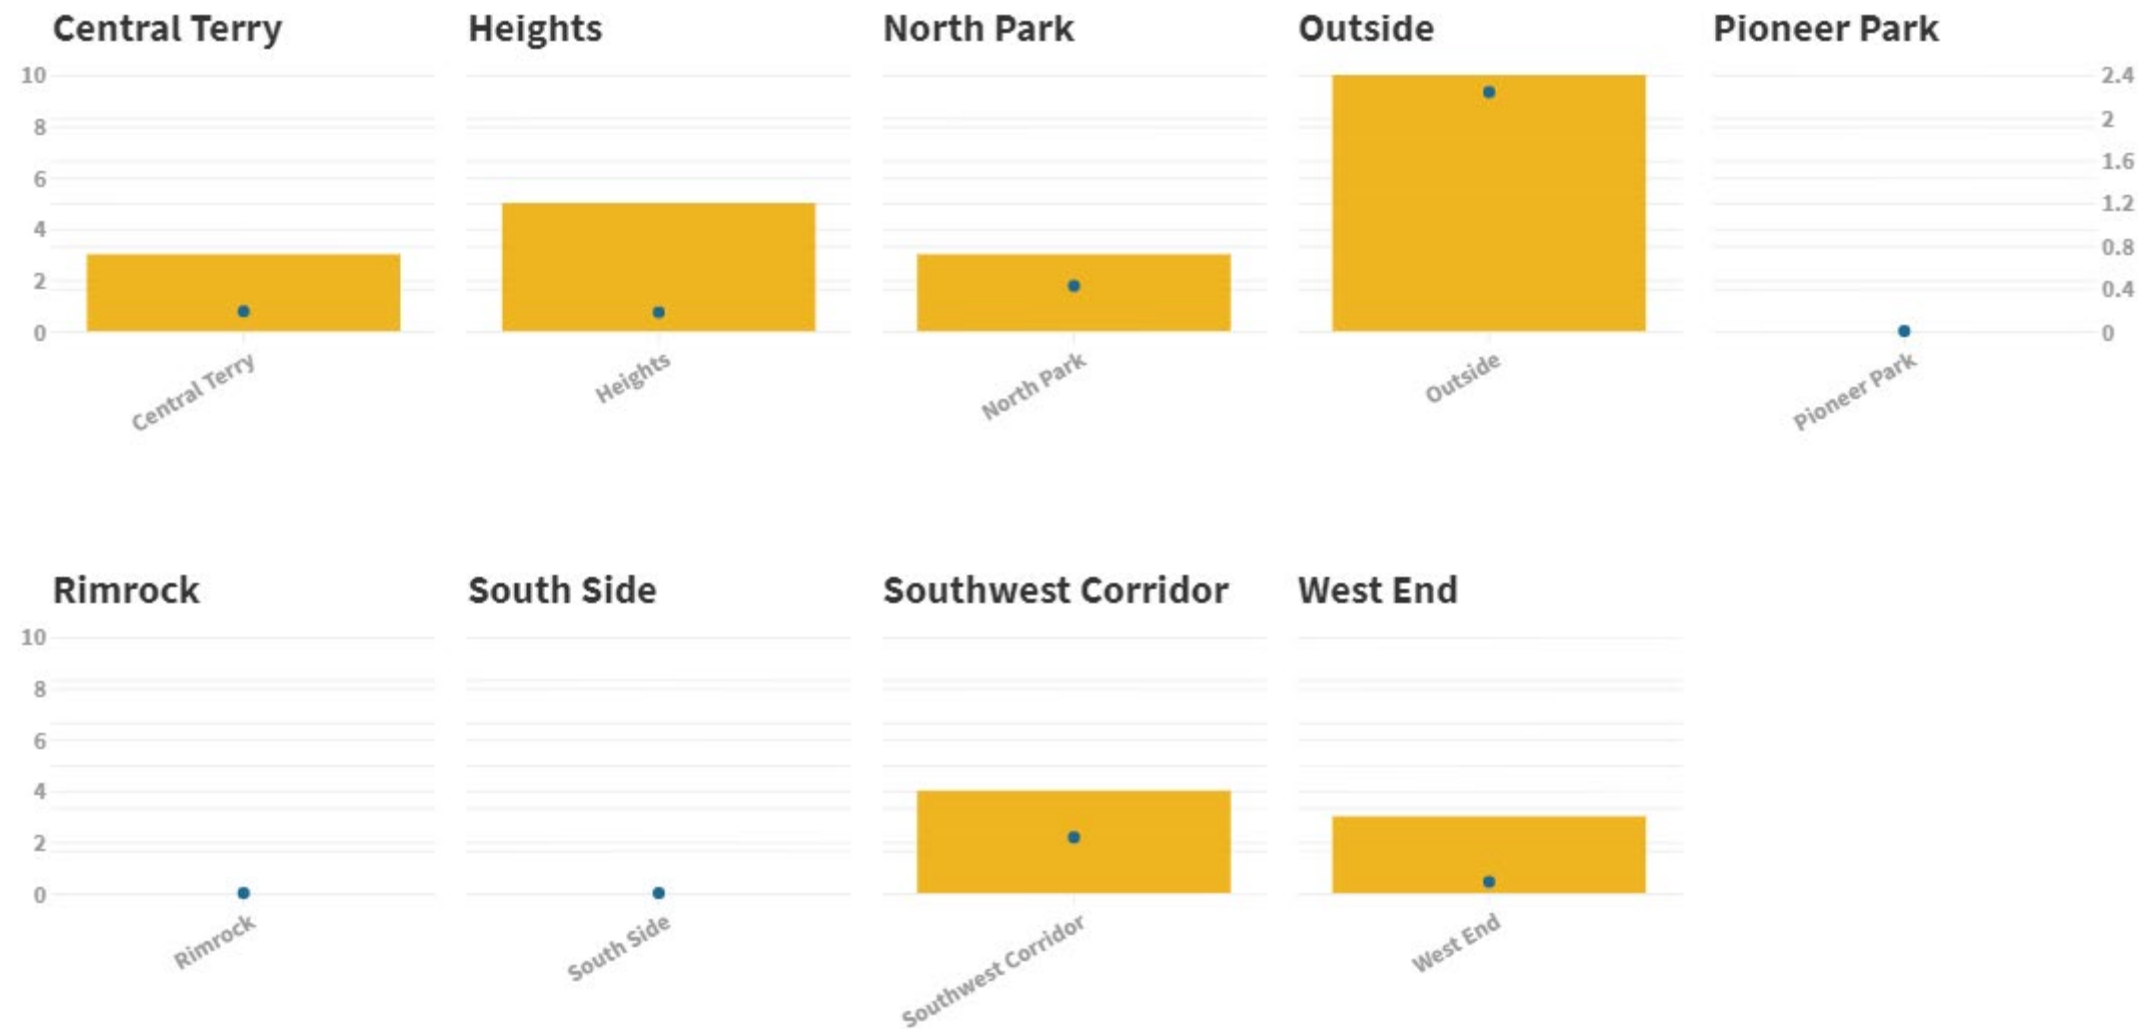 Central Terry
Heights
North Park
Outside
Pioneer Park
10
8
6
4
2
0
2.4
2
1.6
1.2
0.8
0.4
0
Central Terry
Heights
North Park
Outside
Pioneer Park
Rimrock
South Side
Southwest Corridor
West End
10
8
6
4
2
0
Rimrock
South Side
Southwest Corridor
West End